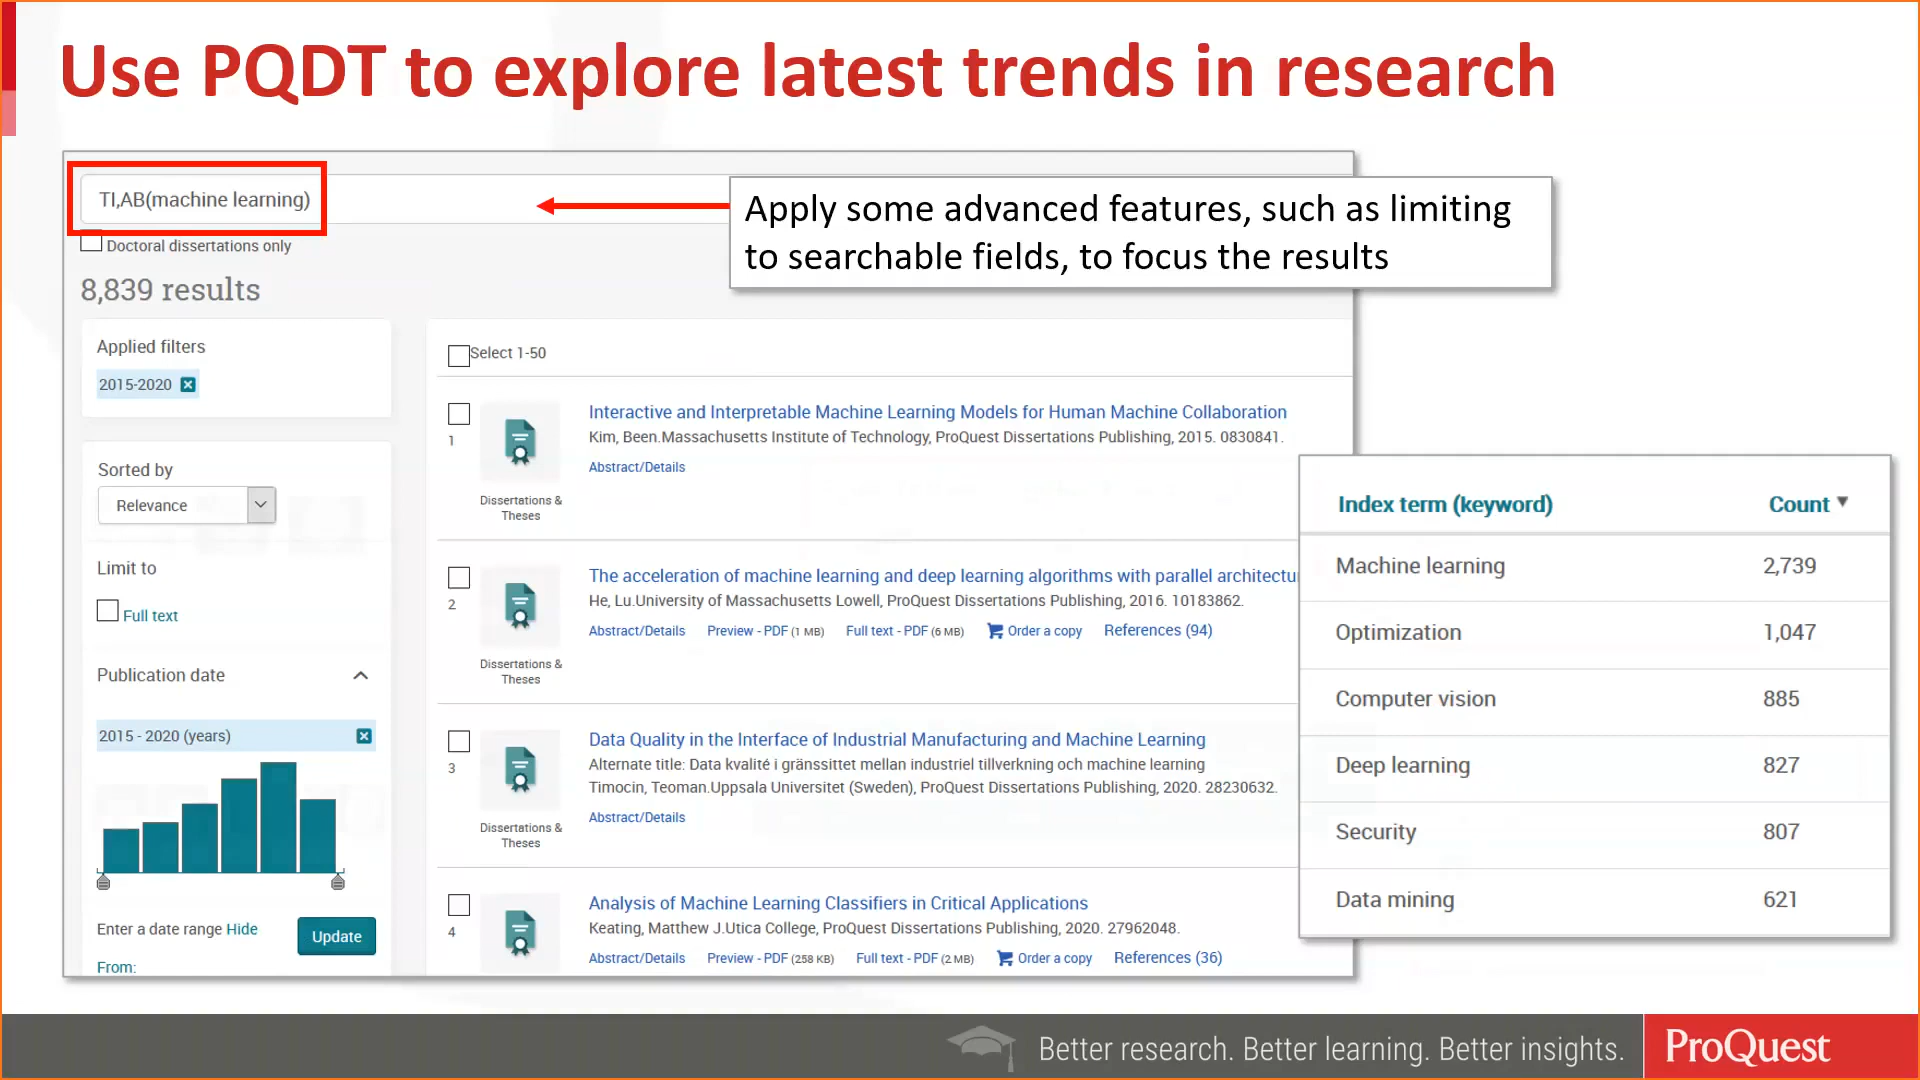 Use PQDT to explore latest trends in research
TI,AB(machine learning)
Apply some advanced features, such as limiting
to searchable fields, to focus the results
Doctoral dissertations only
8,839 results
Applied filters
2015-2020
Sorted by
Relevance
Limit to
Full text
Publication date
2015 - 2020 (years)
Enter a date range Hide
Update
From:
Select 1-50
1
Dissertations &
Theses
Interactive and Interpretable Machine Learning Models for Human Machine Collaboration
Kim, Been.Massachusetts Institute of Technology, ProQuest Dissertations Publishing, 2015. 0830841.
Abstract/Details
2
Dissertations &
Theses
The acceleration of machine learning and deep learning algorithms with parallel architectu
He, Lu.University of Massachusetts Lowell, ProQuest Dissertations Publishing, 2016. 10183862.
Abstract/Details Preview - PDF (1 MB) Full text - PDF (6 MB) Order a copy References (94)
3
Dissertations &
Theses
Data Quality in the Interface of Industrial Manufacturing and Machine Learning
Alternate title: Data kvalité i gränssittet mellan industriel tillverkning och machine learning
Timocin, Teoman.Uppsala Universitet (Sweden), ProQuest Dissertations Publishing, 2020. 28230632.
Abstract/Details
4
Analysis of Machine Learning Classifiers in Critical Applications
Keating, Matthew J.Utica College, ProQuest Dissertations Publishing, 2020. 27962048.
Abstract/Details Preview - PDF (258 KB) Full text - PDF (2 MB) Order a copy References (36)
Index term (keyword) Count
Machine learning 2,739
Optimization 1,047
Computer vision 885
Deep learning 827
Security 807
Data mining 621
Better research. Better learning. Better insights.
ProQuest